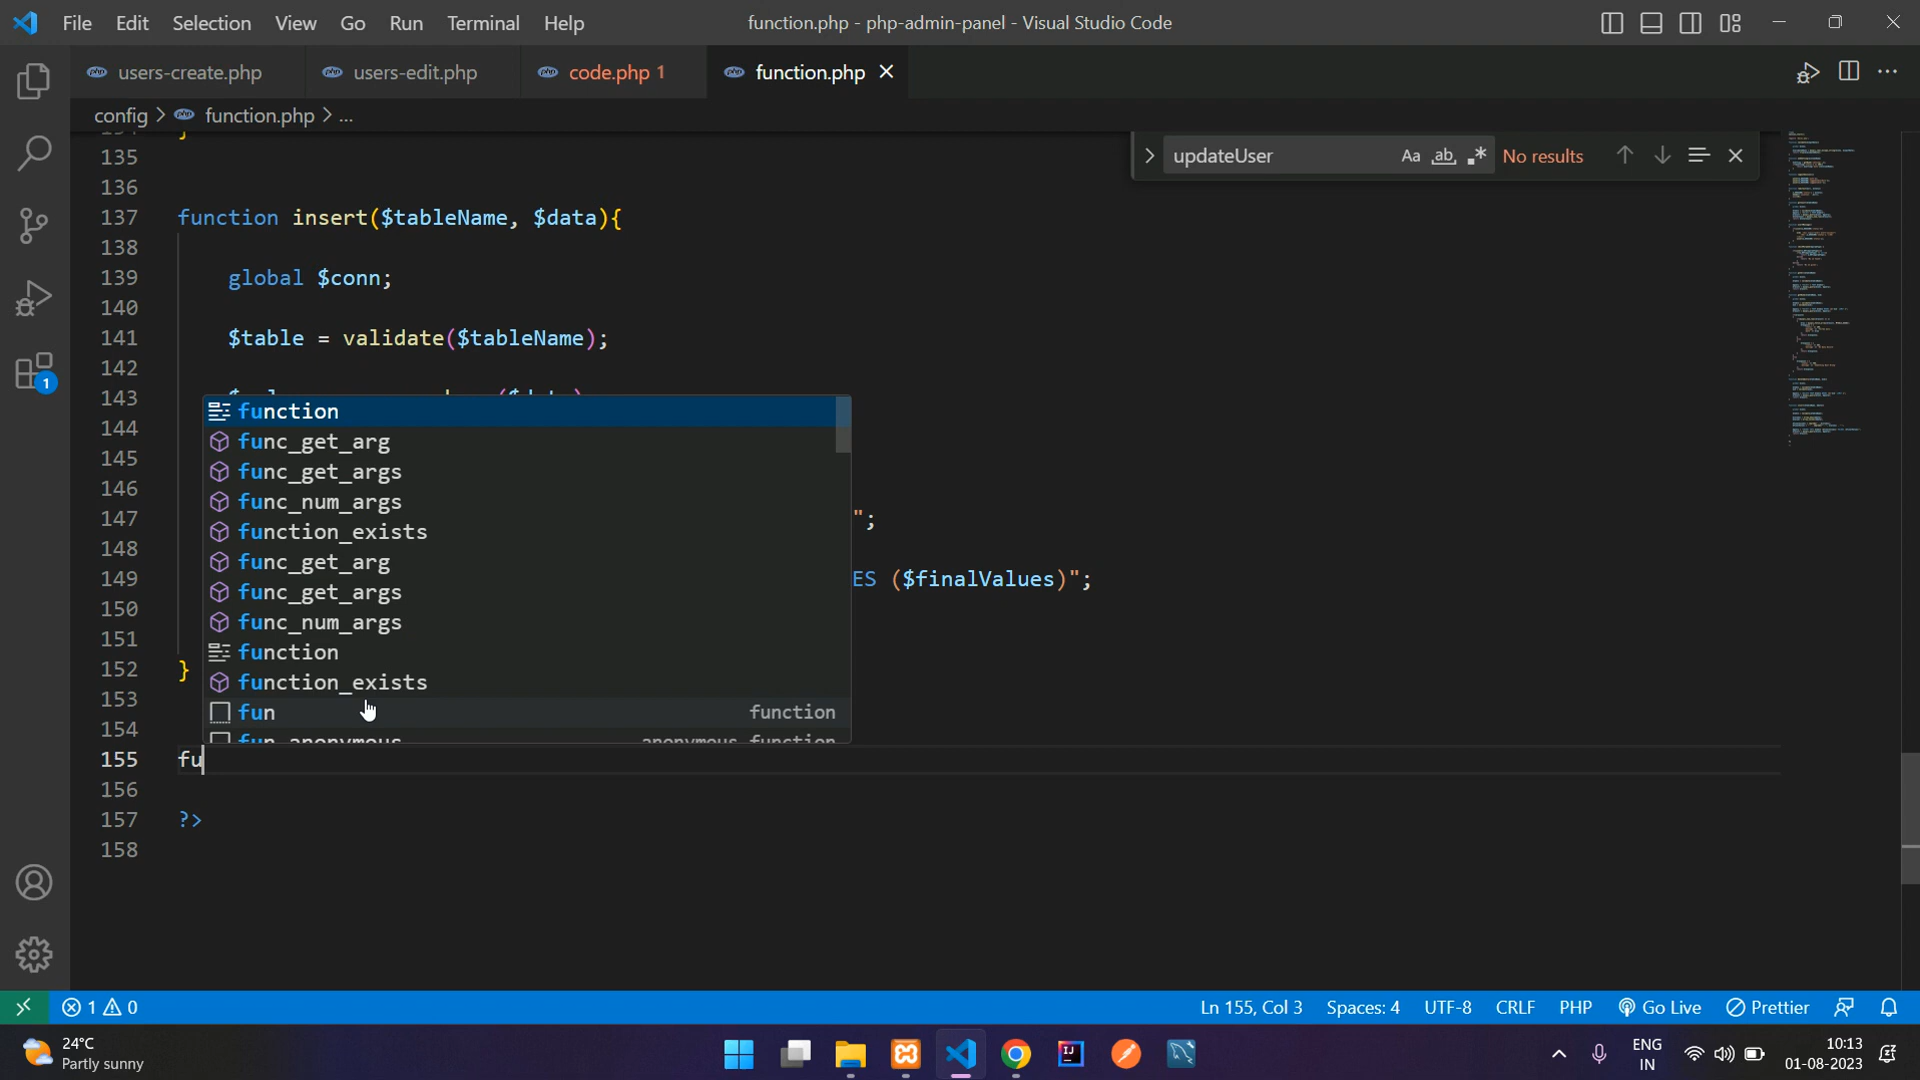 File Edit Selection View Go Run Terminal Help
function.php - php-admin-panel - Visual Studio Code
users-create.php
users-edit.php
code.php 1
function.php
config > function.php > ...
updateUser
Aa ab
No results
135
136
137 function insert($tableName, $data){
138
139 global $conn;
140
141 $table = validate($tableName);
142
143
144
145
146
147 ";
148
149 ES ($finalValues)";
150
151
152 }
153
154
155 fu
156
157 ?>
158
function
func_get_arg
func_get_args
func_num_args
function_exists
func_get_arg
func_get_args
func_num_args
function
function_exists
fun function
fun_anonymous anonymous function
1
1 0
Ln 155, Col 3
Spaces: 4
UTF-8
CRLF
PHP
Go Live
Prettier
24°C
Partly sunny
ENG
IN
10:13
01-08-2023